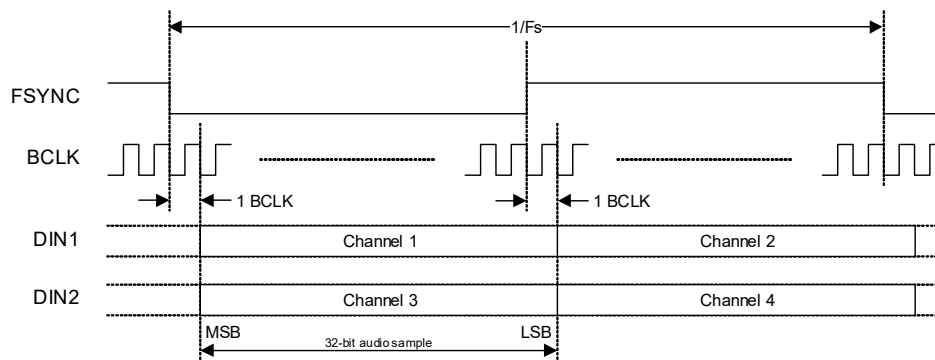 1/Fs
FSYNC
BCLK
1 BCLK
1 BCLK
DIN1
Channel 1
Channel 2
DIN2
Channel 3
Channel 4
MSB
LSB
32-bit audio sample